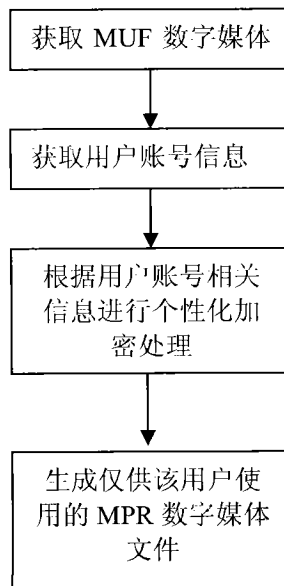 获取 MUF 数字媒体
获取用户账号信息
根据用户账号相关
信息进行个性化加
密处理
生成仅供该用户使
用的 MPR 数字媒体
文件